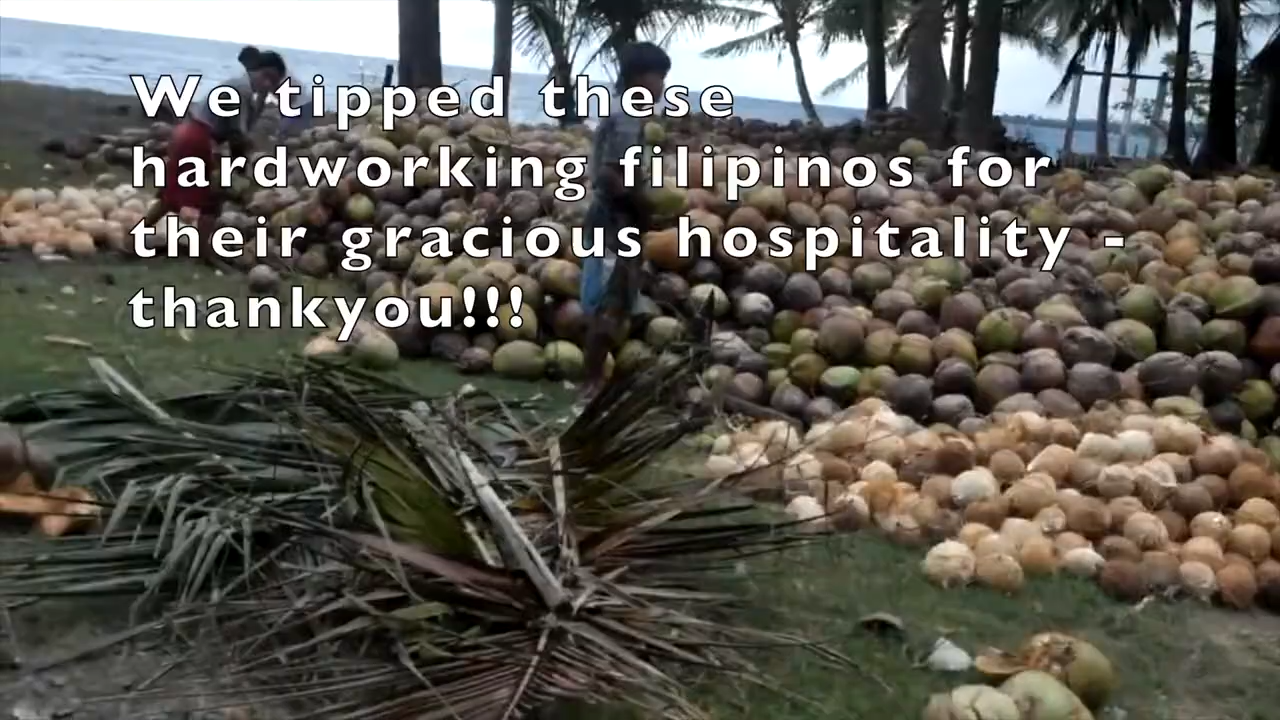 We tipped these
hardworking filipinos for
their gracious hospitality -
thankyou!!!